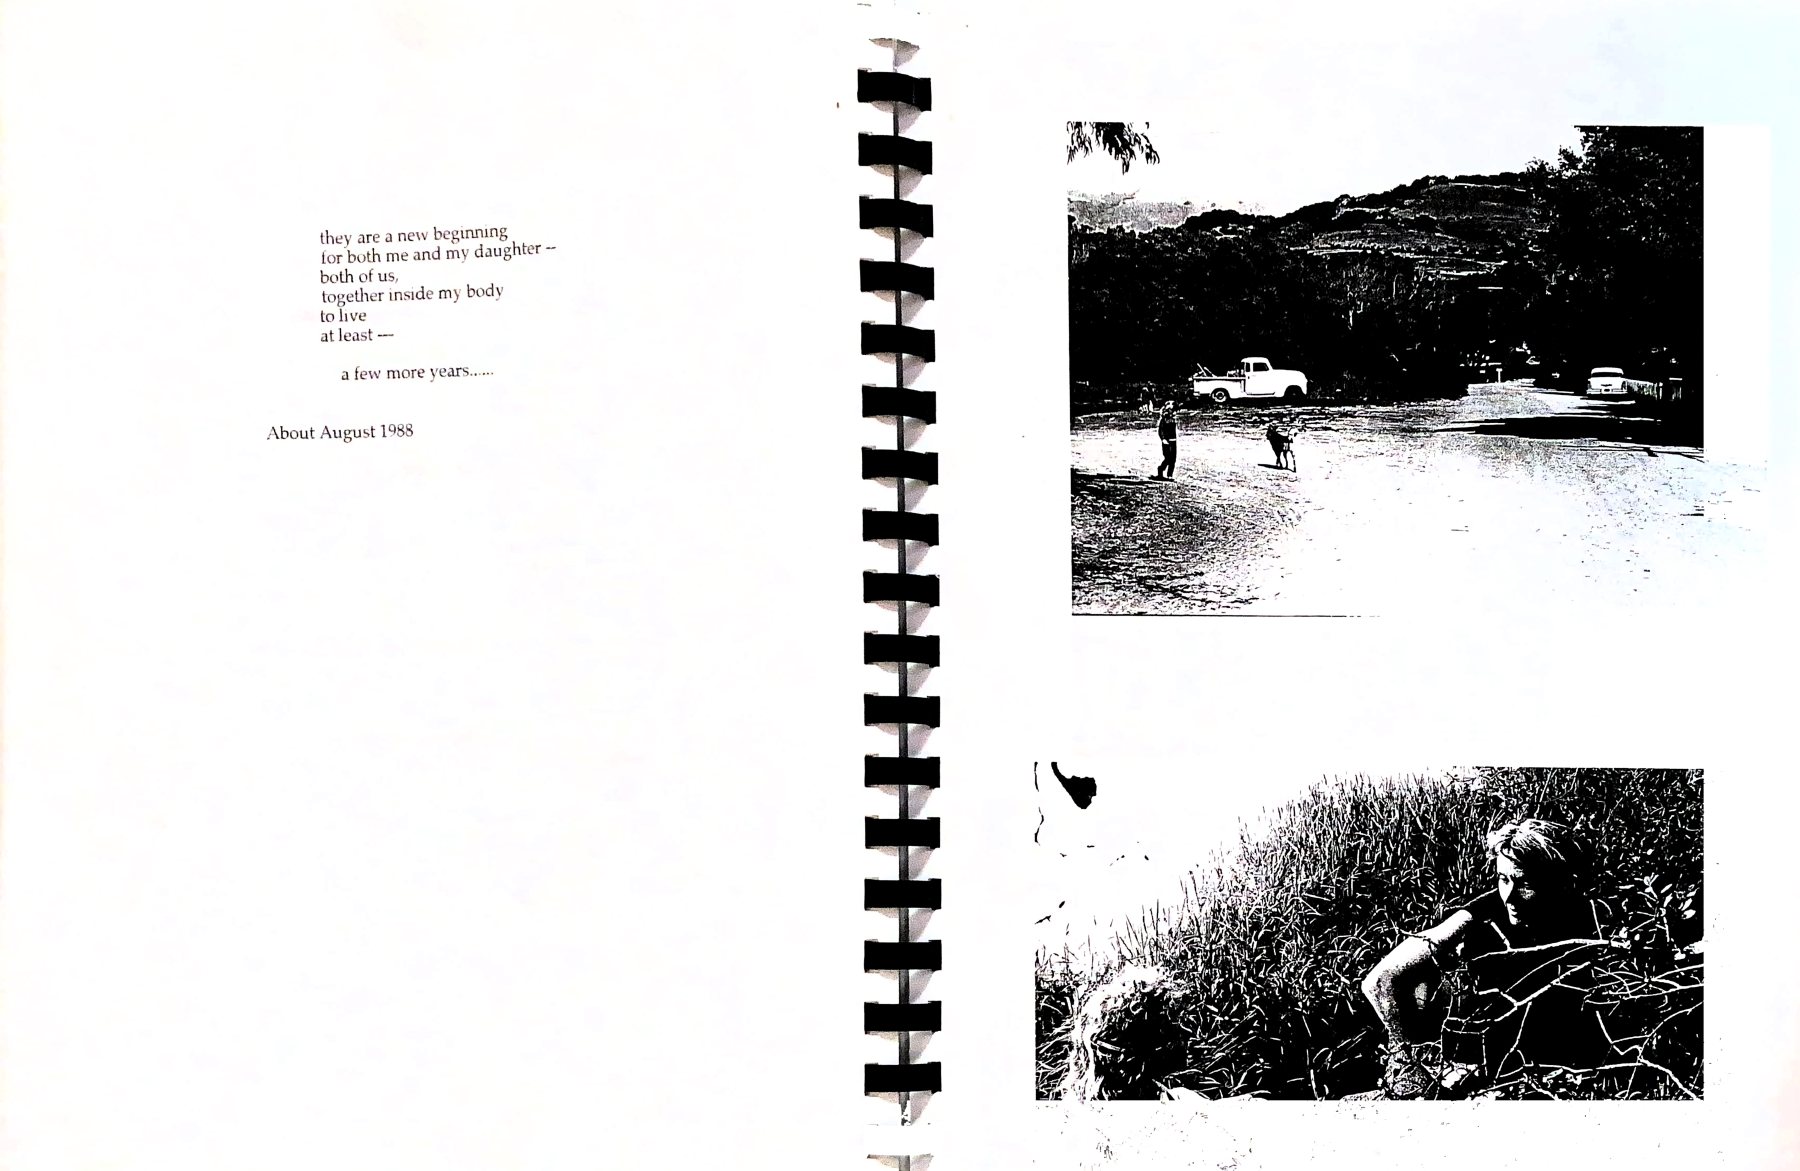 they are a new beginning
for both me and my daughter --
both of us,
together inside my body
to live
at least —
a few more years......
About August 1988